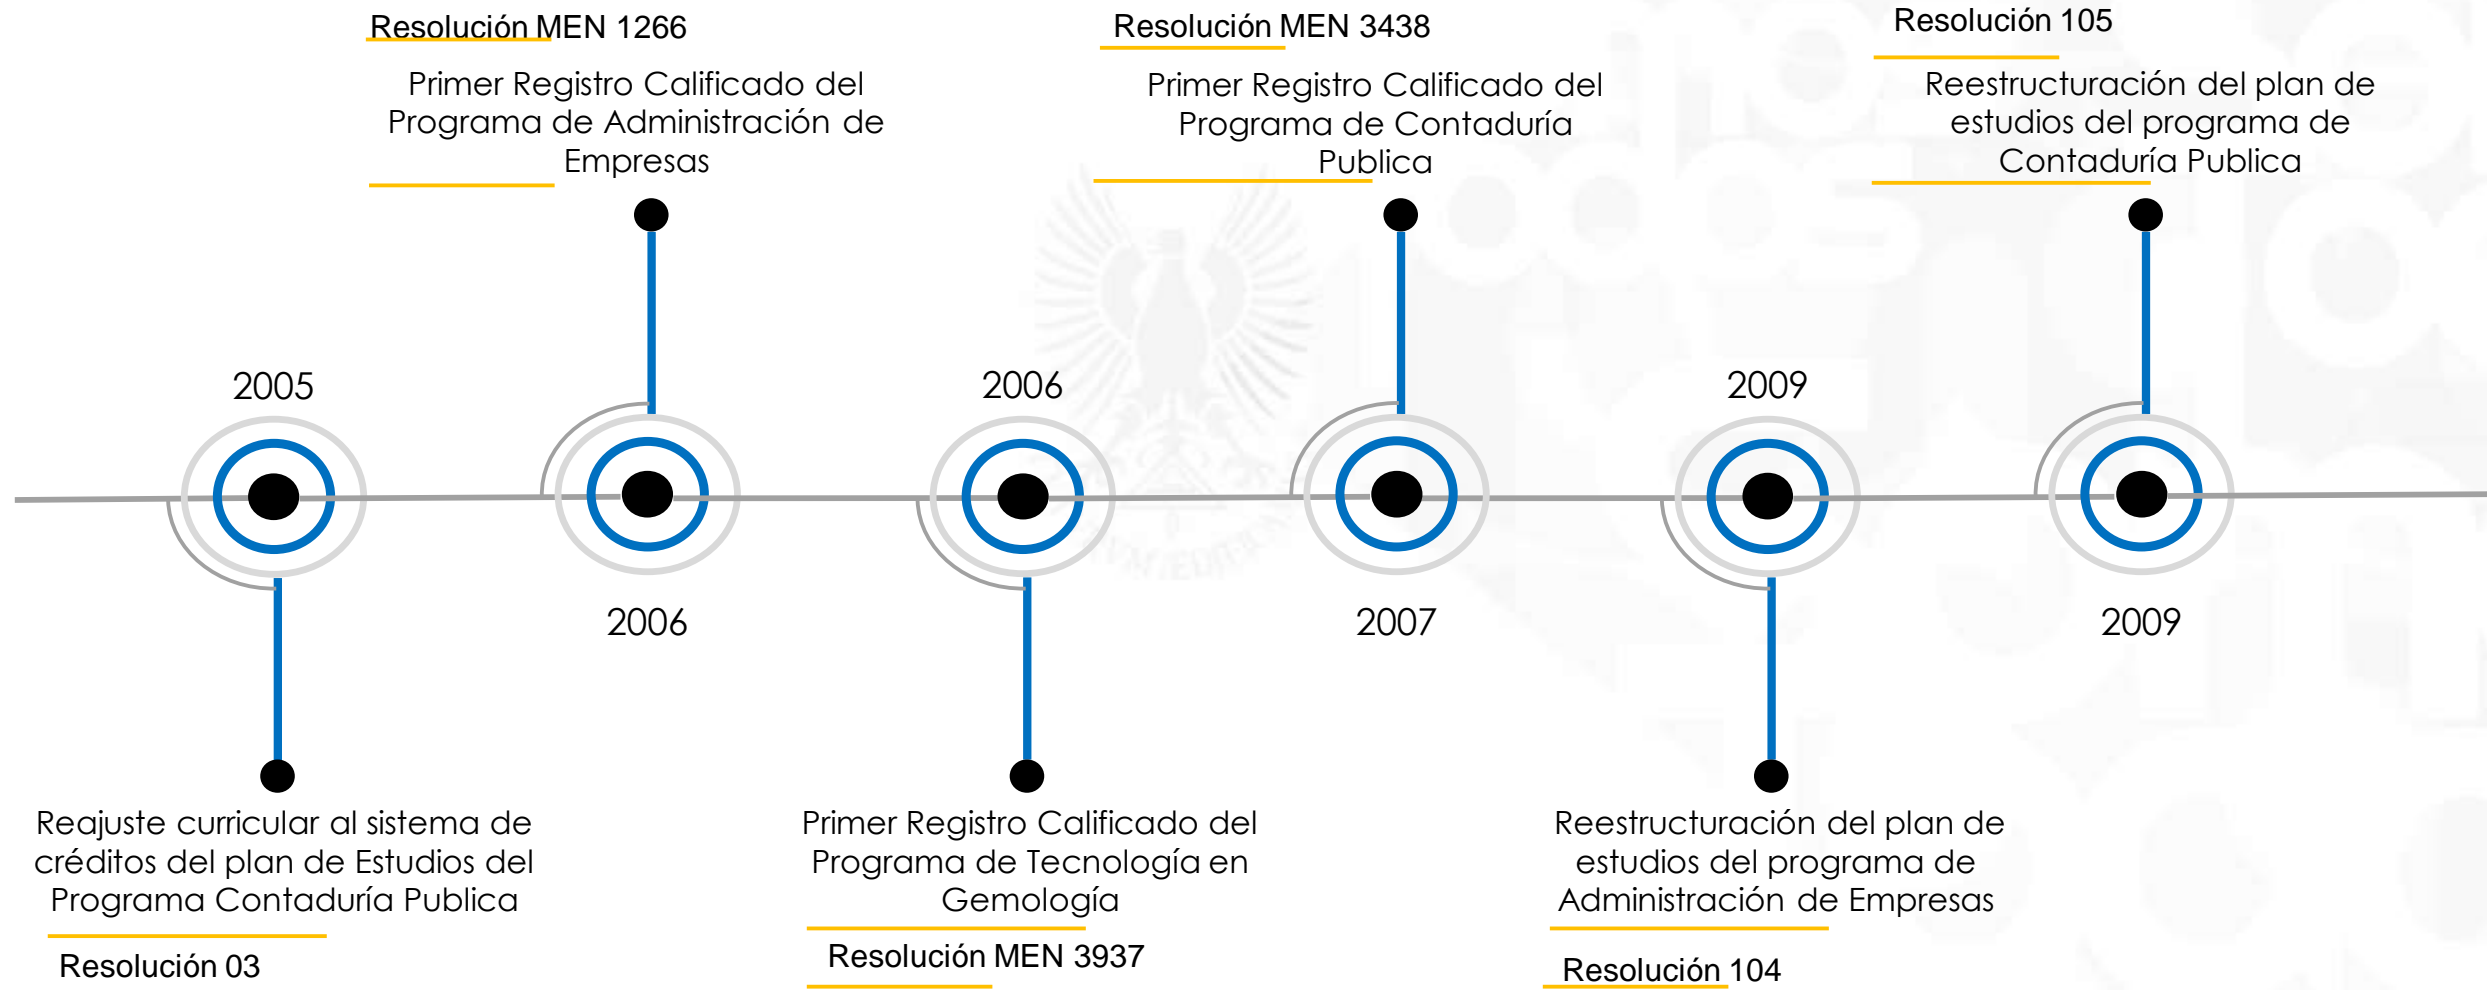 Resolución MEN 1266
Primer Registro Calificado del
Programa de Administración de
Empresas
Resolución MEN 3438
Primer Registro Calificado del
Programa de Contaduría
Publica
Resolución 105
Reestructuración del plan de
estudios del programa de
Contaduría Publica
2005
2006
2006
2007
2009
2009
Reajuste curricular al sistema de
créditos del plan de Estudios del
Programa Contaduría Publica
Resolución 03
Primer Registro Calificado del
Programa de Tecnología en
Gemología
Resolución MEN 3937
Reestructuración del plan de
estudios del programa de
Administración de Empresas
Resolución 104